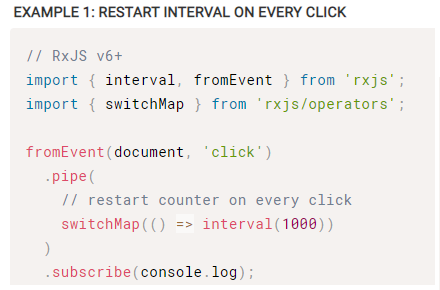 EXAMPLE 1: RESTART INTERVAL ON EVERY CLICK
// RxJS v6+
import { interval, fromEvent } from 'rxjs';
import { switchMap } from 'rxjs/operators';
fromEvent(document, 'click')
  .pipe(
    // restart counter on every click
    switchMap(() => interval(1000))
  )
  .subscribe(console.log);